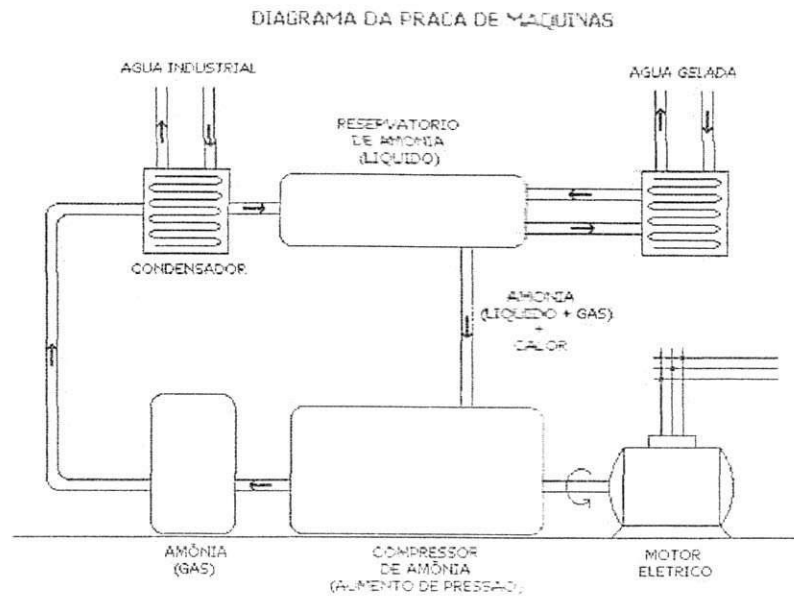 DIAGRAMA DA PRACA DE MAQUINAS
AGUA INDUSTRIAL
AGUA GELADA
RESERVATORIO
DE AMONIA
(LIQUIDO)
CONDENSADOR
AMONIA
(LIQUIDO + GAS)
+
CALOR
AMÔNIA
(GAS)
COMPRESSOR
DE AMÔNIA
(AUMENTO DE PRESSAO)
MOTOR
ELETRICO